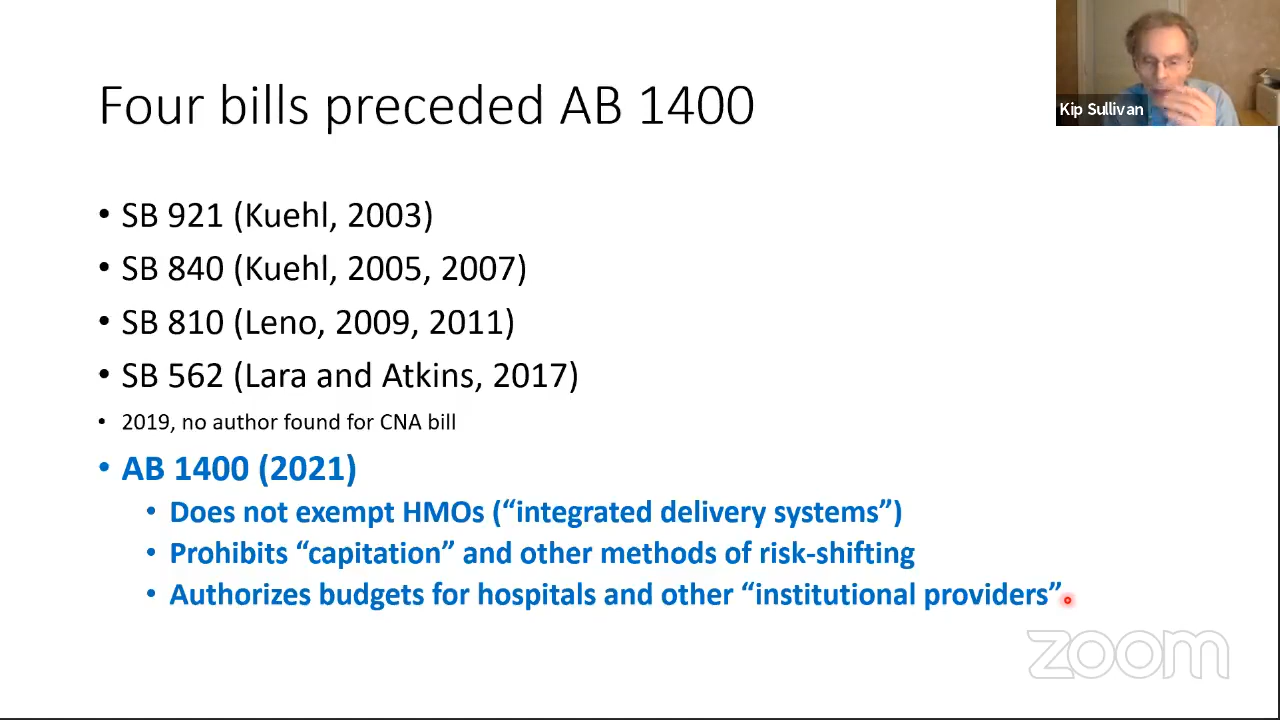 Four bills preceded AB 1400
Kip Sullivan
• SB 921 (Kuehl, 2003)
• SB 840 (Kuehl, 2005, 2007)
• SB 810 (Leno, 2009, 2011)
• SB 562 (Lara and Atkins, 2017)
• 2019, no author found for CNA bill
• AB 1400 (2021)
• Does not exempt HMOs (“integrated delivery systems”)
• Prohibits “capitation” and other methods of risk-shifting
• Authorizes budgets for hospitals and other “institutional providers”
zoom